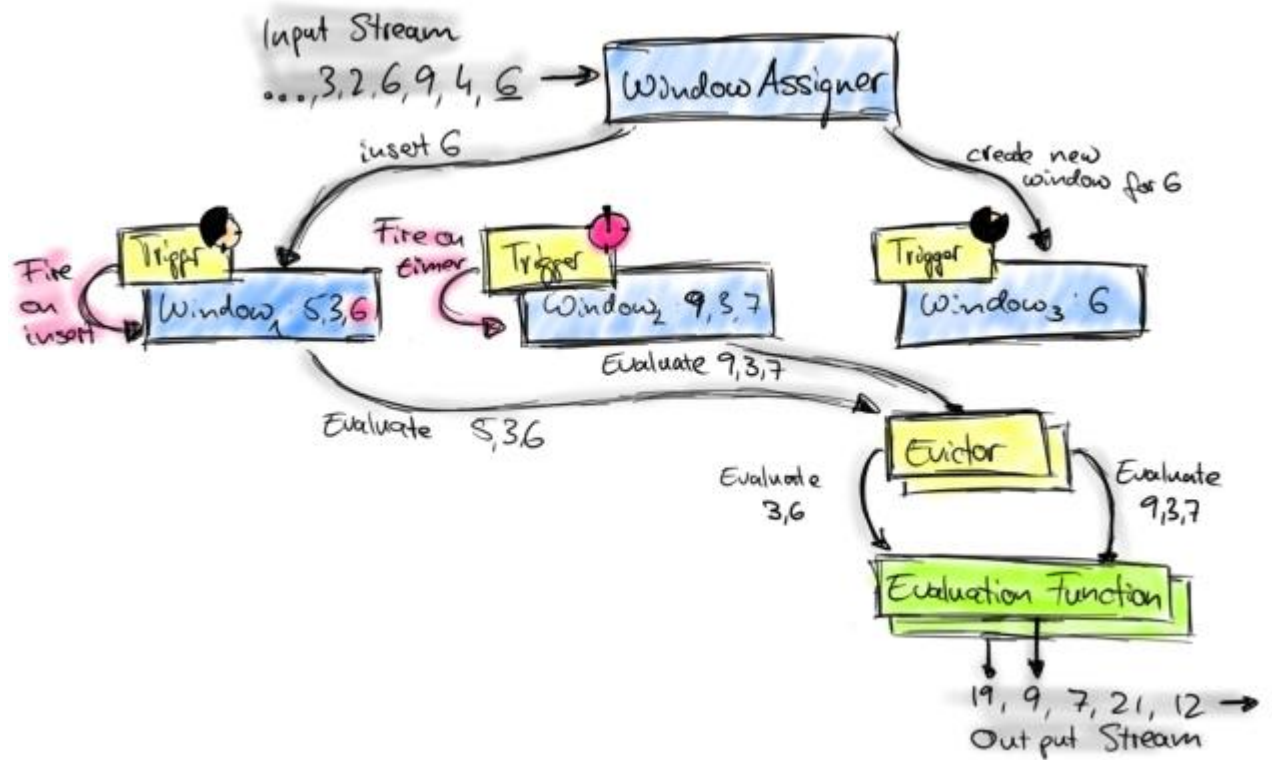 Input Stream
...,3,2,6,9,4,6
Window Assigner
insert 6
create new
window for 6
Fire
on
insert
Trigger
Window1 5,3,6
Fire on
timer
Trigger
Window2 9,3,7
Trigger
Window3 6
Evaluate 9,3,7
Evaluate 5,3,6
Evictor
Evaluate
3,6
Evaluate
9,3,7
Evaluation Function
19, 9, 7, 21, 12
Output Stream